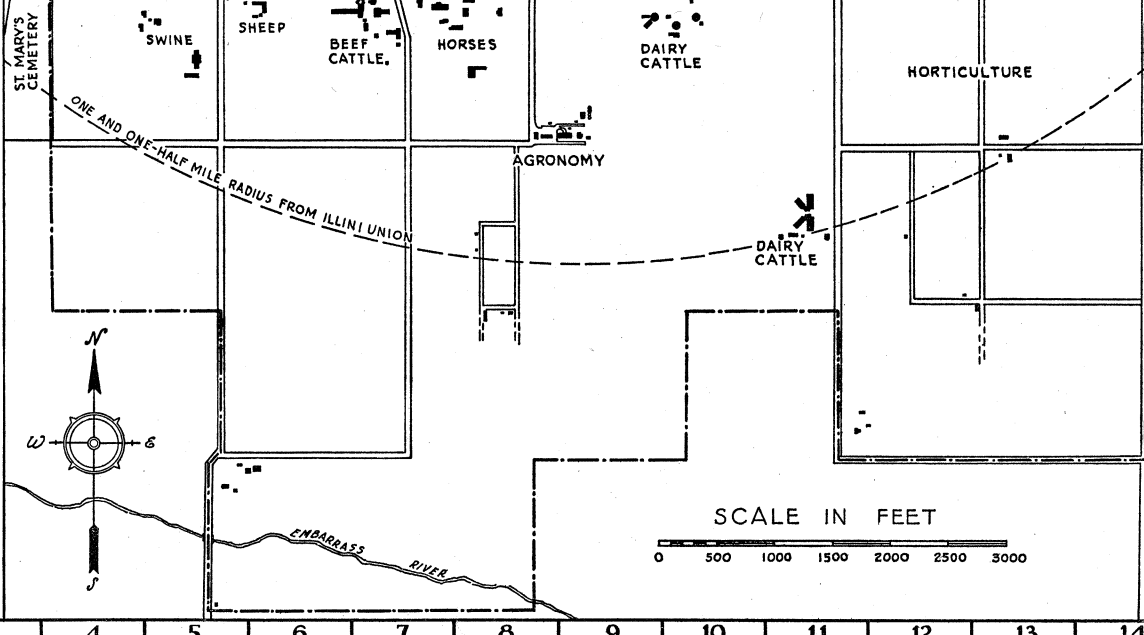 ST. MARY'S
CEMETERY
SWINE
SHEEP
BEEF
CATTLE.
HORSES
DAIRY
CATTLE
HORTICULTURE
ONE AND ONE-HALF MILE RADIUS FROM ILLINI UNION
AGRONOMY
DAIRY
CATTLE
N
W E
S
EMBARRASS RIVER
SCALE IN FEET
0 500 1000 1500 2000 2500 3000
4 5 6 7 8 9 10 11 12 13 14